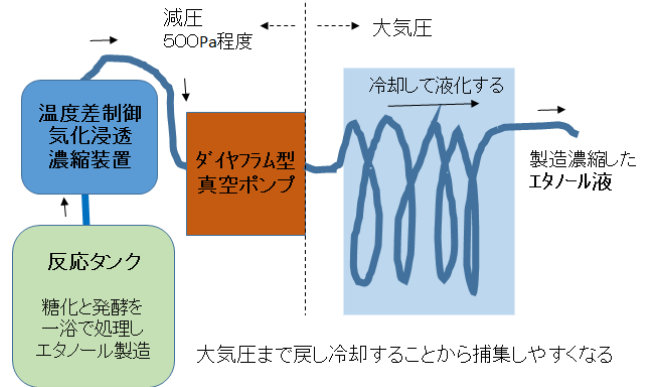 減圧
500Pa程度
大気圧
温度差制御
気化浸透
濃縮装置
ダイヤフラム型
真空ポンプ
冷却して液化する
製造濃縮した
エタノール液
反応タンク
糖化と発酵を
一浴で処理し
エタノール製造
大気圧まで戻し冷却することから捕集しやすくなる